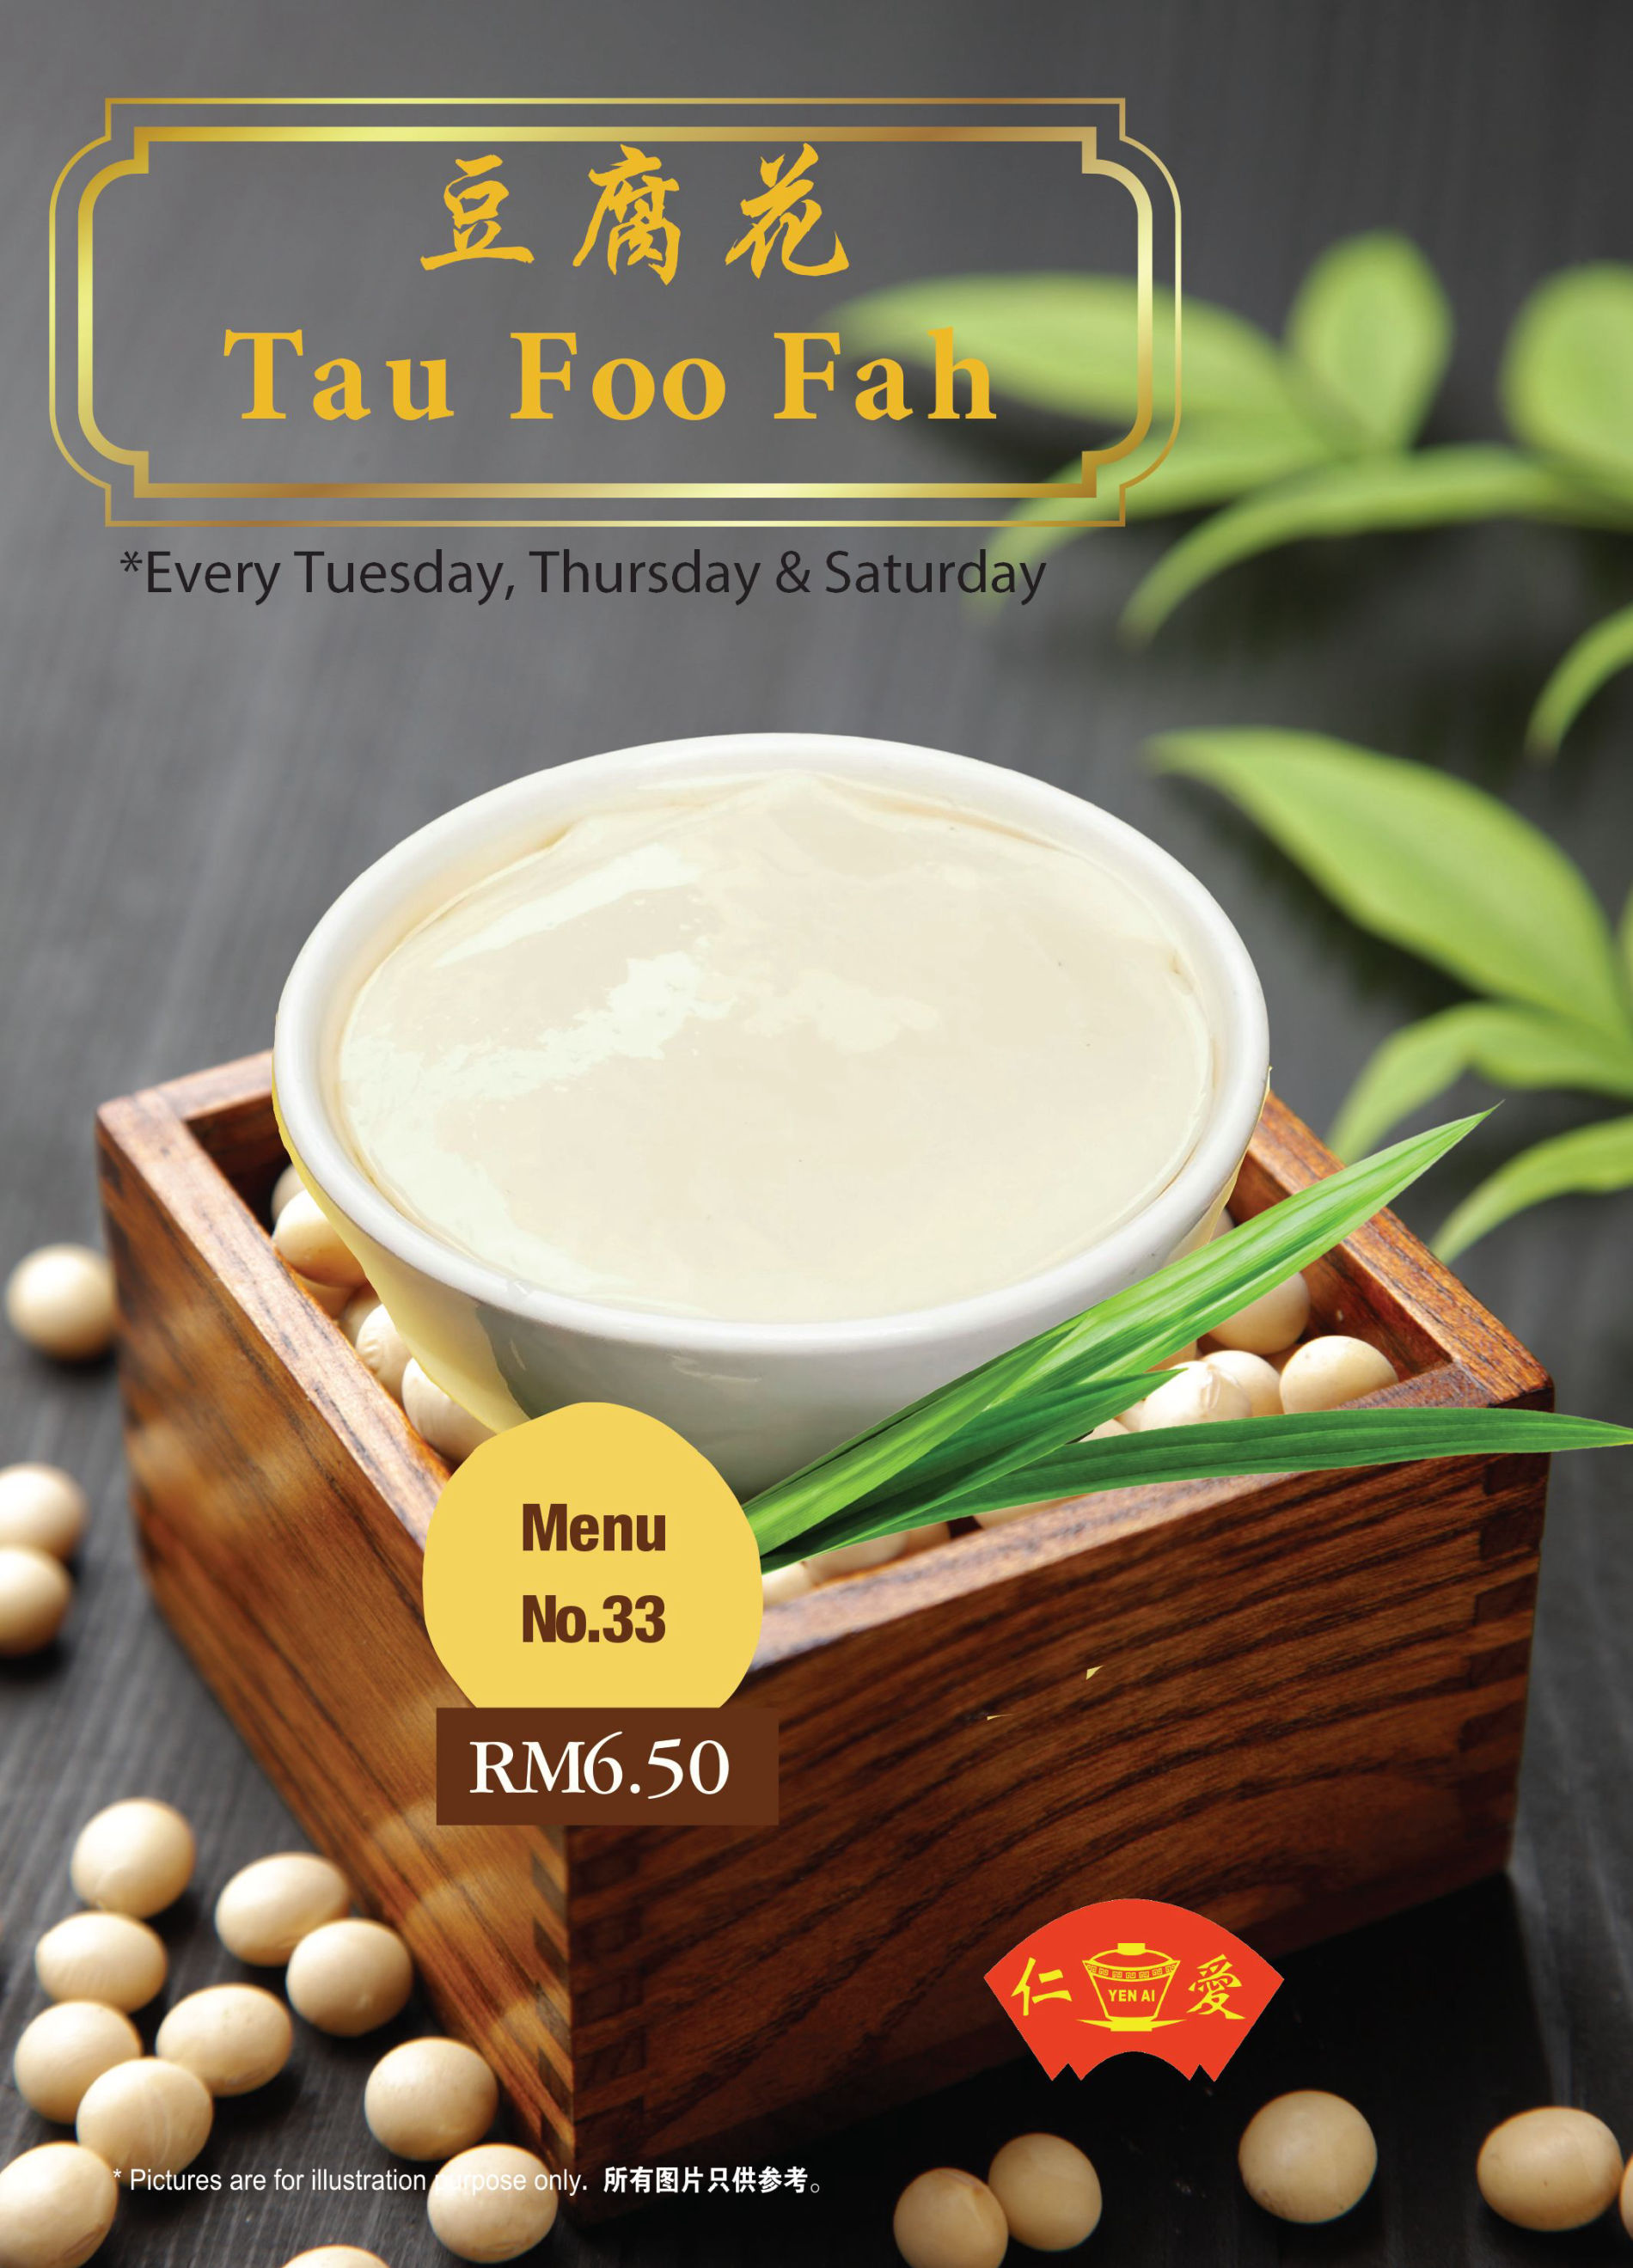 豆腐花
Tau Foo Fah
*Every Tuesday, Thursday & Saturday
Menu
No.33
RM6.50
仁 YEN AI 愛
* Pictures are for illustration purpose only. 所有图片只供参考。